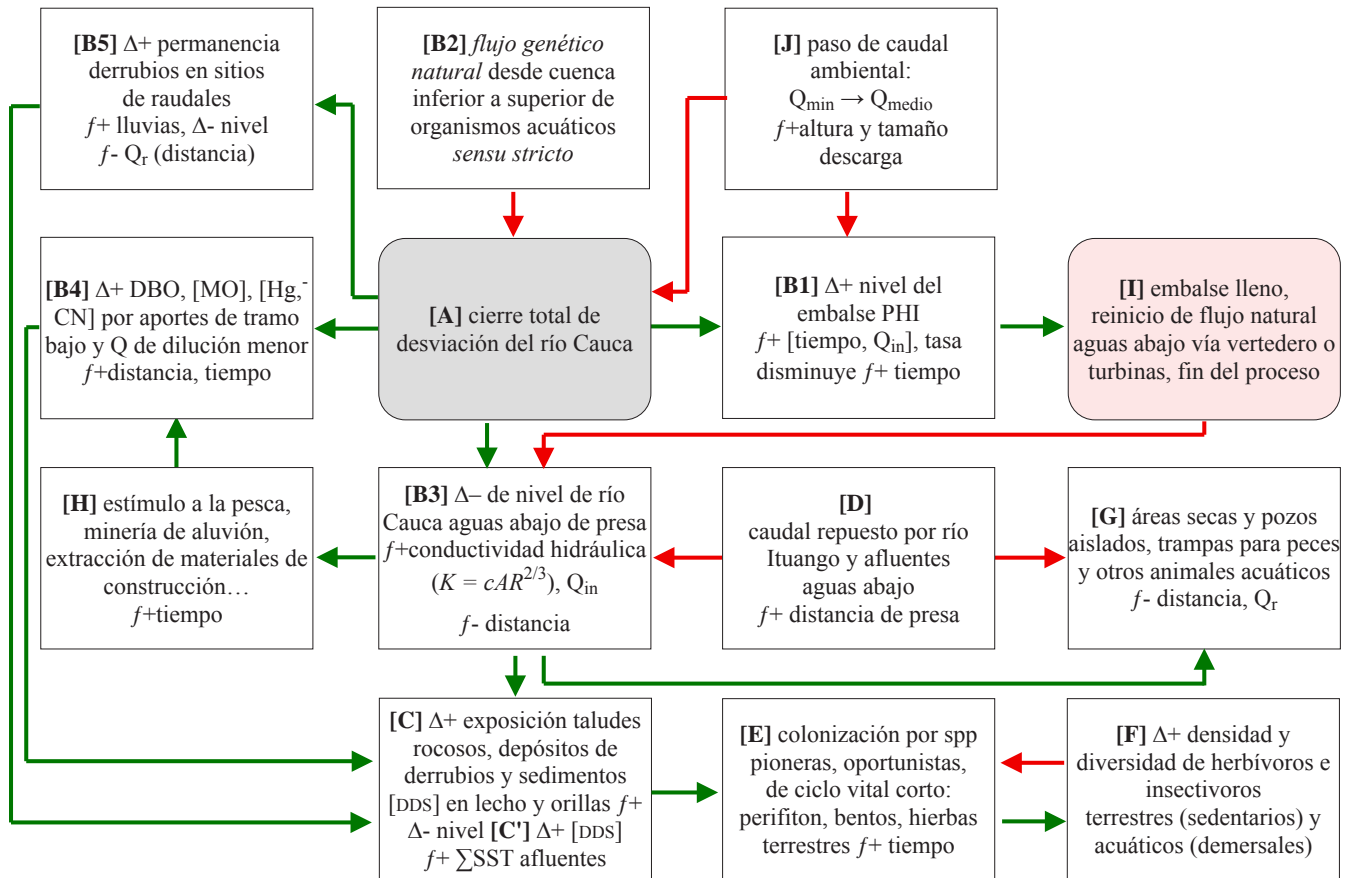 [B5] Δ+ permanencia
derrubios en sitios
de raudales
ƒ+ lluvias, Δ- nivel
ƒ- Qr (distancia)
[B2] flujo genético
natural desde cuenca
inferior a superior de
organismos acuáticos
sensu stricto
[J] paso de caudal
ambiental:
Qmin → Qmedio
ƒ+altura y tamaño
descarga
[B4] Δ+ DBO, [MO], [Hg,-
CN] por aportes de tramo
bajo y Q de dilución menor
ƒ+distancia, tiempo
[A] cierre total de
desviación del río Cauca
[B1] Δ+ nivel del
embalse PHI
ƒ+ [tiempo, Qin], tasa
disminuye ƒ+ tiempo
[I] embalse lleno,
reinicio de flujo natural
aguas abajo vía vertedero o
turbinas, fin del proceso
[H] estímulo a la pesca,
minería de aluvión,
extracción de materiales de
construcción…
ƒ+tiempo
[B3] Δ– de nivel de río
Cauca aguas abajo de presa
ƒ+conductividad hidráulica
(K = cAR2/3), Qin
ƒ- distancia
[D]
caudal repuesto por río
Ituango y afluentes
aguas abajo
ƒ+ distancia de presa
[G] áreas secas y pozos
aislados, trampas para peces
y otros animales acuáticos
ƒ- distancia, Qr
[C] Δ+ exposición taludes
rocosos, depósitos de
derrubios y sedimentos
[DDS] en lecho y orillas ƒ+
Δ- nivel [C'] Δ+ [DDS]
ƒ+ ∑SST afluentes
[E] colonización por spp
pioneras, oportunistas,
de ciclo vital corto:
perifiton, bentos, hierbas
terrestres ƒ+ tiempo
[F] Δ+ densidad y
diversidad de herbívoros e
insectivoros
terrestres (sedentarios) y
acuáticos (demersales)